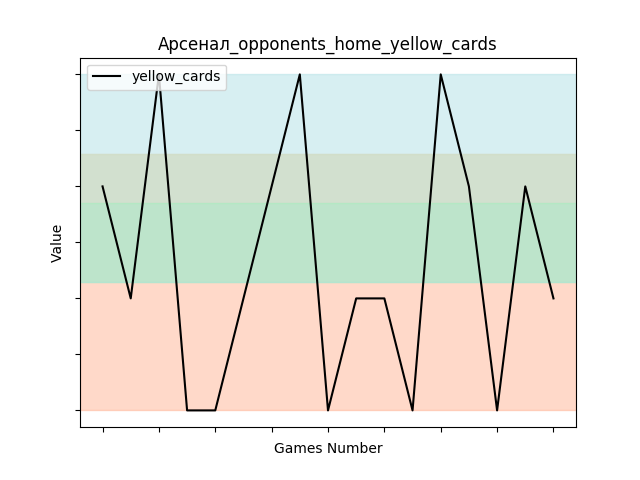 Арсенал_opponents_home_yellow_cards
yellow_cards
Value
Games Number